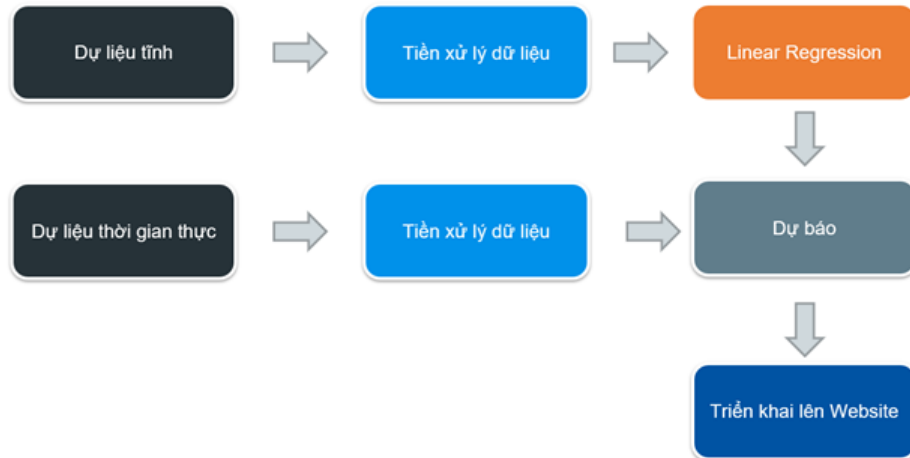 Dự liệu tĩnh
Tiền xử lý dữ liệu
Linear Regression
Dự liệu thời gian thực
Tiền xử lý dữ liệu
Dự báo
Triển khai lên Website